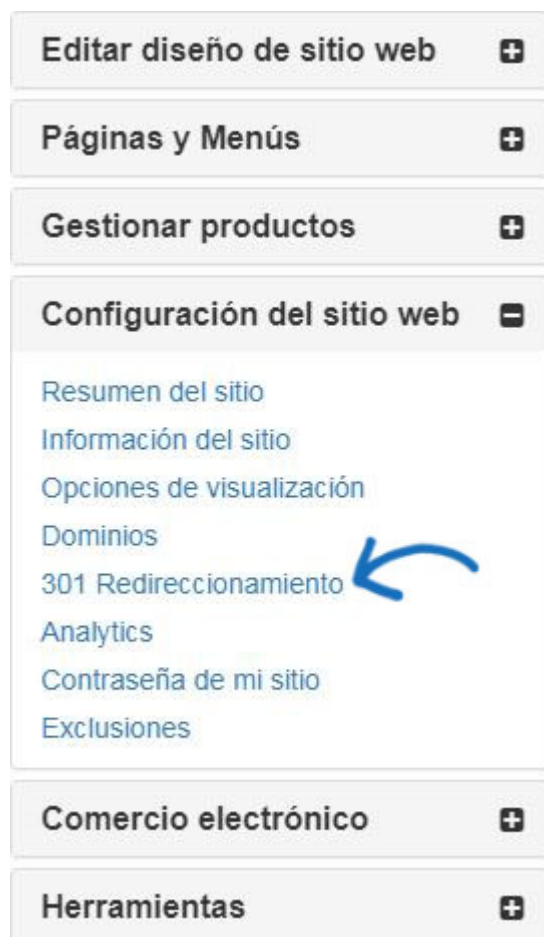 Editar diseño de sitio web
Páginas y Menús
Gestionar productos
Configuración del sitio web
Resumen del sitio
Información del sitio
Opciones de visualización
Dominios
301 Redireccionamiento
Analytics
Contraseña de mi sitio
Exclusiones
Comercio electrónico
Herramientas